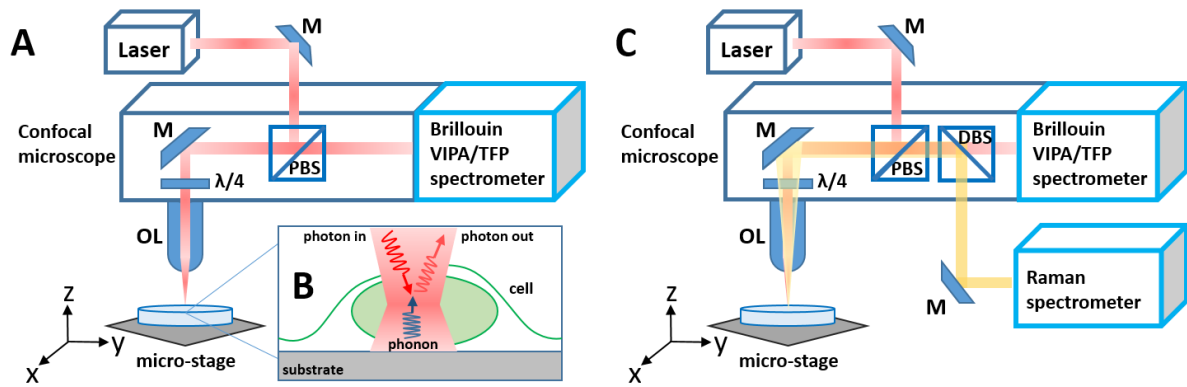 A
Laser
M
Confocal
microscope
M
PBS
λ/4
OL
Brillouin
VIPA/TFP
spectrometer
Z
y
X
micro-stage
B
photon in
photon out
cell
phonon
substrate
C
Laser
M
Confocal
microscope
M
PBS
DBS
λ/4
OL
Brillouin
VIPA/TFP
spectrometer
M
Raman
spectrometer
Z
y
X
micro-stage